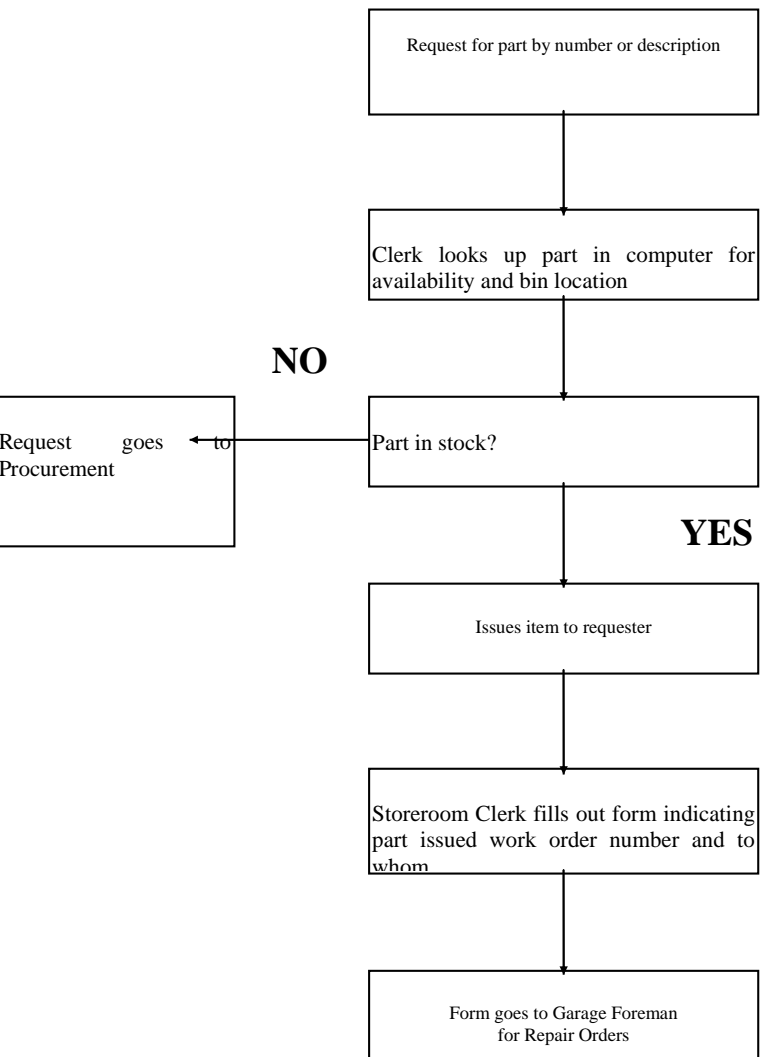 Request for part by number or description
Clerk looks up part in computer for
availability and bin location
NO
Request goes to
Procurement
Part in stock?
YES
Issues item to requester
Storeroom Clerk fills out form indicating
part issued work order number and to
whom
Form goes to Garage Foreman
for Repair Orders